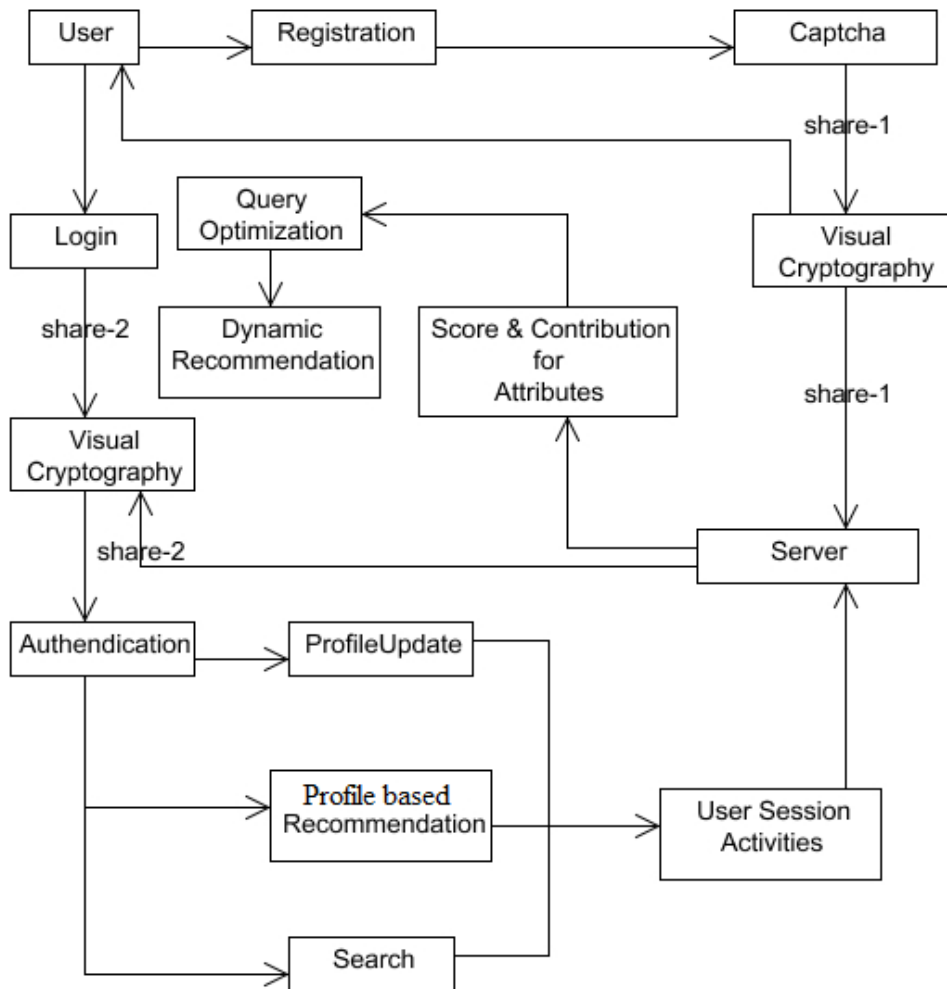 User
Registration
Captcha
share-1
Query
Optimization
Login
Visual
Cryptography
share-2
Dynamic
Recommendation
Score & Contribution
for
Attributes
share-1
Visual
Cryptography
share-2
Server
Authendication
ProfileUpdate
Profile based
Recommendation
User Session
Activities
Search